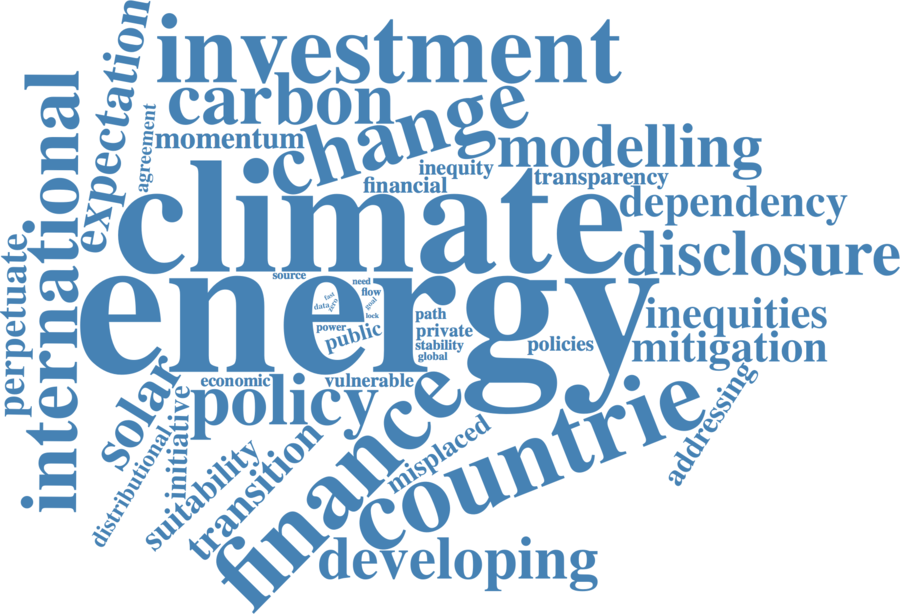 investment
carbon
expectation
agreement
momentum
change
modelling
inequity
transparency
financial
international
climate
dependency
disclosure
perpetuate
source
energy
need
flow
fast
data
zero
goal
lock
path
power
public
private
stability
global
policies
inequities
mitigation
economic
vulnerable
solar
policy
initiative
distributional
suitability
transition
finance
misplaced
countrie
addressing
developing